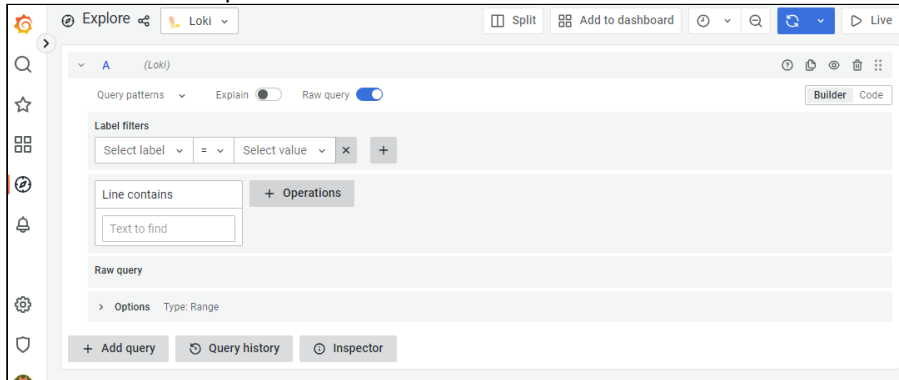 Explore Loki Split Add to dashboard Live
A (Loki)
Query patterns Explain Raw query Builder Code
Label filters
Select label = Select value × +
Line contains + Operations
Text to find
Raw query
> Options Type: Range
+ Add query Query history Inspector